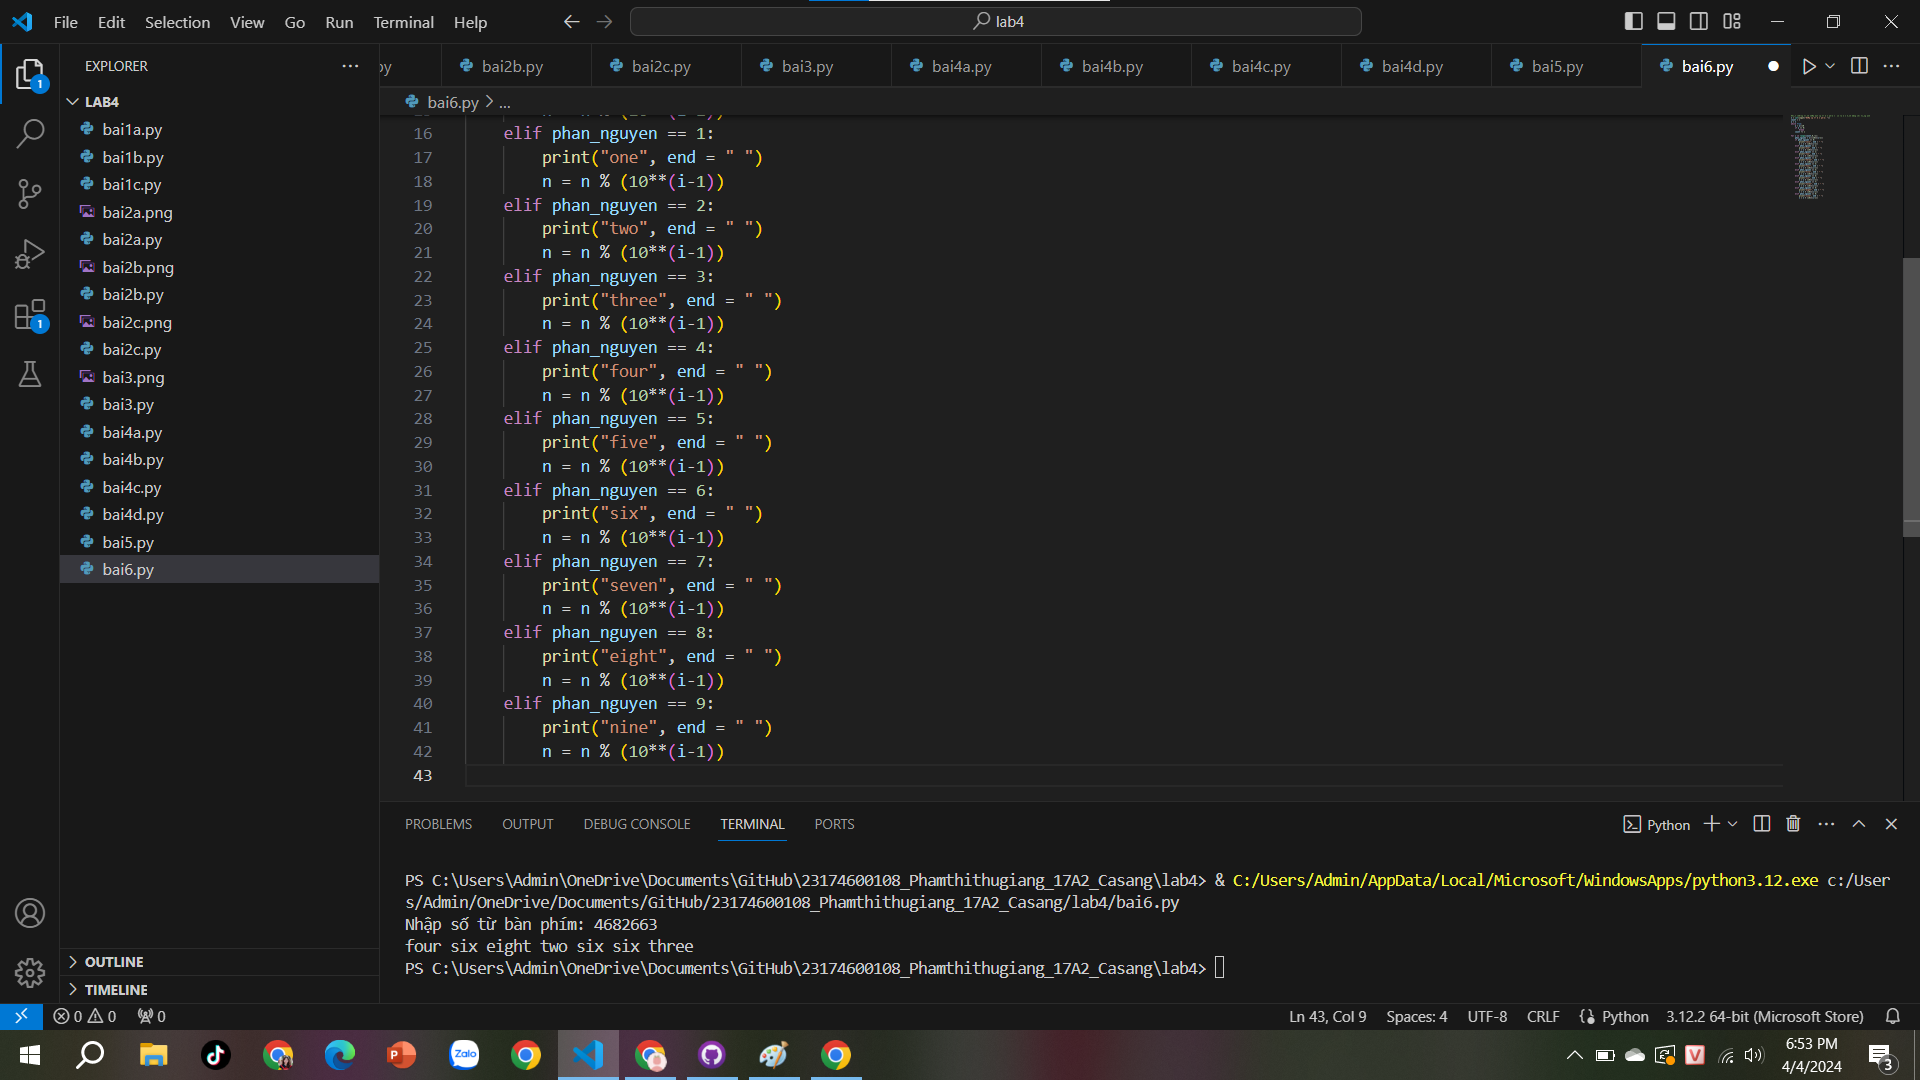 File Edit Selection View Go Run Terminal Help
lab4
EXPLORER
LAB4
bai1a.py
bai1b.py
bai1c.py
bai2a.png
bai2a.py
bai2b.png
bai2b.py
bai2c.png
bai2c.py
bai3.png
bai3.py
bai4a.py
bai4b.py
bai4c.py
bai4d.py
bai5.py
bai6.py
OUTLINE
TIMELINE
py bai2b.py bai2c.py bai3.py bai4a.py bai4b.py bai4c.py bai4d.py bai5.py bai6.py
bai6.py > ...
16 elif phan_nguyen == 1:
17 print("one", end = " ")
18 n = n % (10**(i-1))
19 elif phan_nguyen == 2:
20 print("two", end = " ")
21 n = n % (10**(i-1))
22 elif phan_nguyen == 3:
23 print("three", end = " ")
24 n = n % (10**(i-1))
25 elif phan_nguyen == 4:
26 print("four", end = " ")
27 n = n % (10**(i-1))
28 elif phan_nguyen == 5:
29 print("five", end = " ")
30 n = n % (10**(i-1))
31 elif phan_nguyen == 6:
32 print("six", end = " ")
33 n = n % (10**(i-1))
34 elif phan_nguyen == 7:
35 print("seven", end = " ")
36 n = n % (10**(i-1))
37 elif phan_nguyen == 8:
38 print("eight", end = " ")
39 n = n % (10**(i-1))
40 elif phan_nguyen == 9:
41 print("nine", end = " ")
42 n = n % (10**(i-1))
43
PROBLEMS OUTPUT DEBUG CONSOLE TERMINAL PORTS
Python
PS C:\Users\Admin\OneDrive\Documents\GitHub\23174600108_Phamthithugiang_17A2_Casang\lab4> & C:/Users/Admin/AppData/Local/Microsoft/WindowsApps/python3.12.exe c:/User
s/Admin/OneDrive/Documents/GitHub/23174600108_Phamthithugiang_17A2_Casang/lab4/bai6.py
Nhập số từ bàn phím: 4682663
four six eight two six six three
PS C:\Users\Admin\OneDrive\Documents\GitHub\23174600108_Phamthithugiang_17A2_Casang\lab4>
0 0 0 Ln 43, Col 9 Spaces: 4 UTF-8 CRLF Python 3.12.2 64-bit (Microsoft Store)
Zalo
6:53 PM
4/4/2024
3